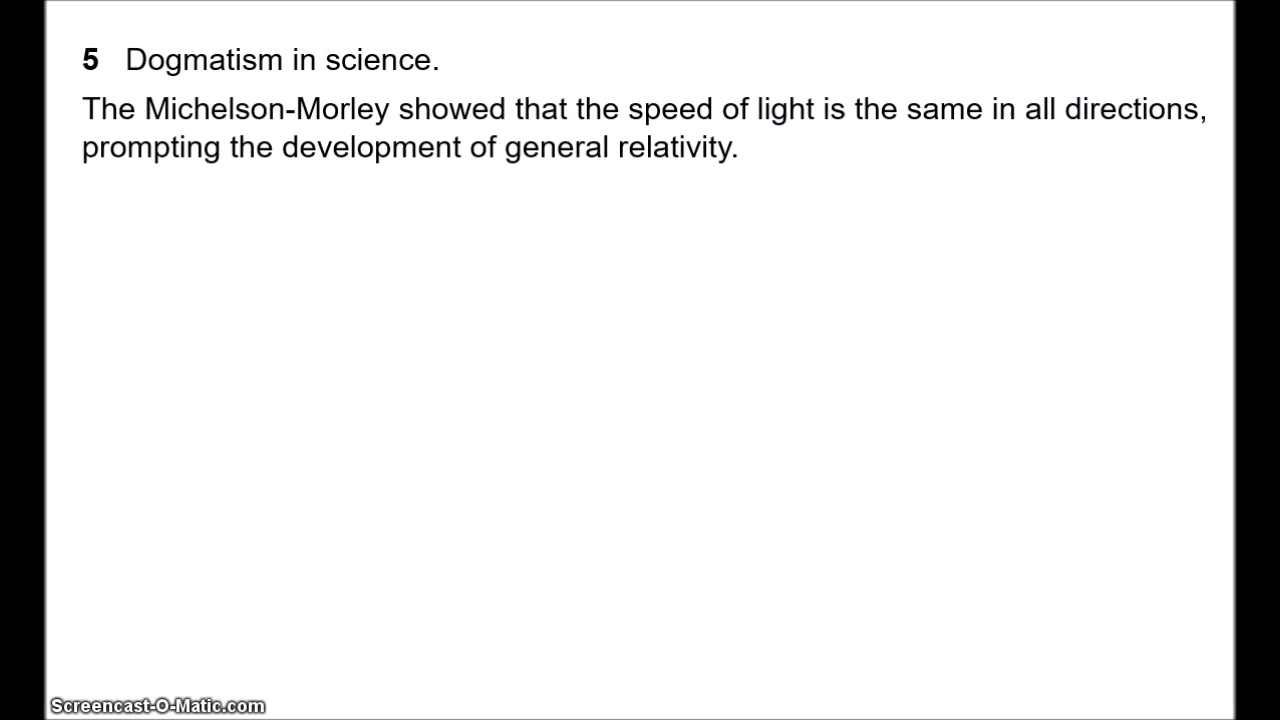 5 Dogmatism in science.
The Michelson-Morley showed that the speed of light is the same in all directions,
prompting the development of general relativity.
Screencast-O-Matic.com